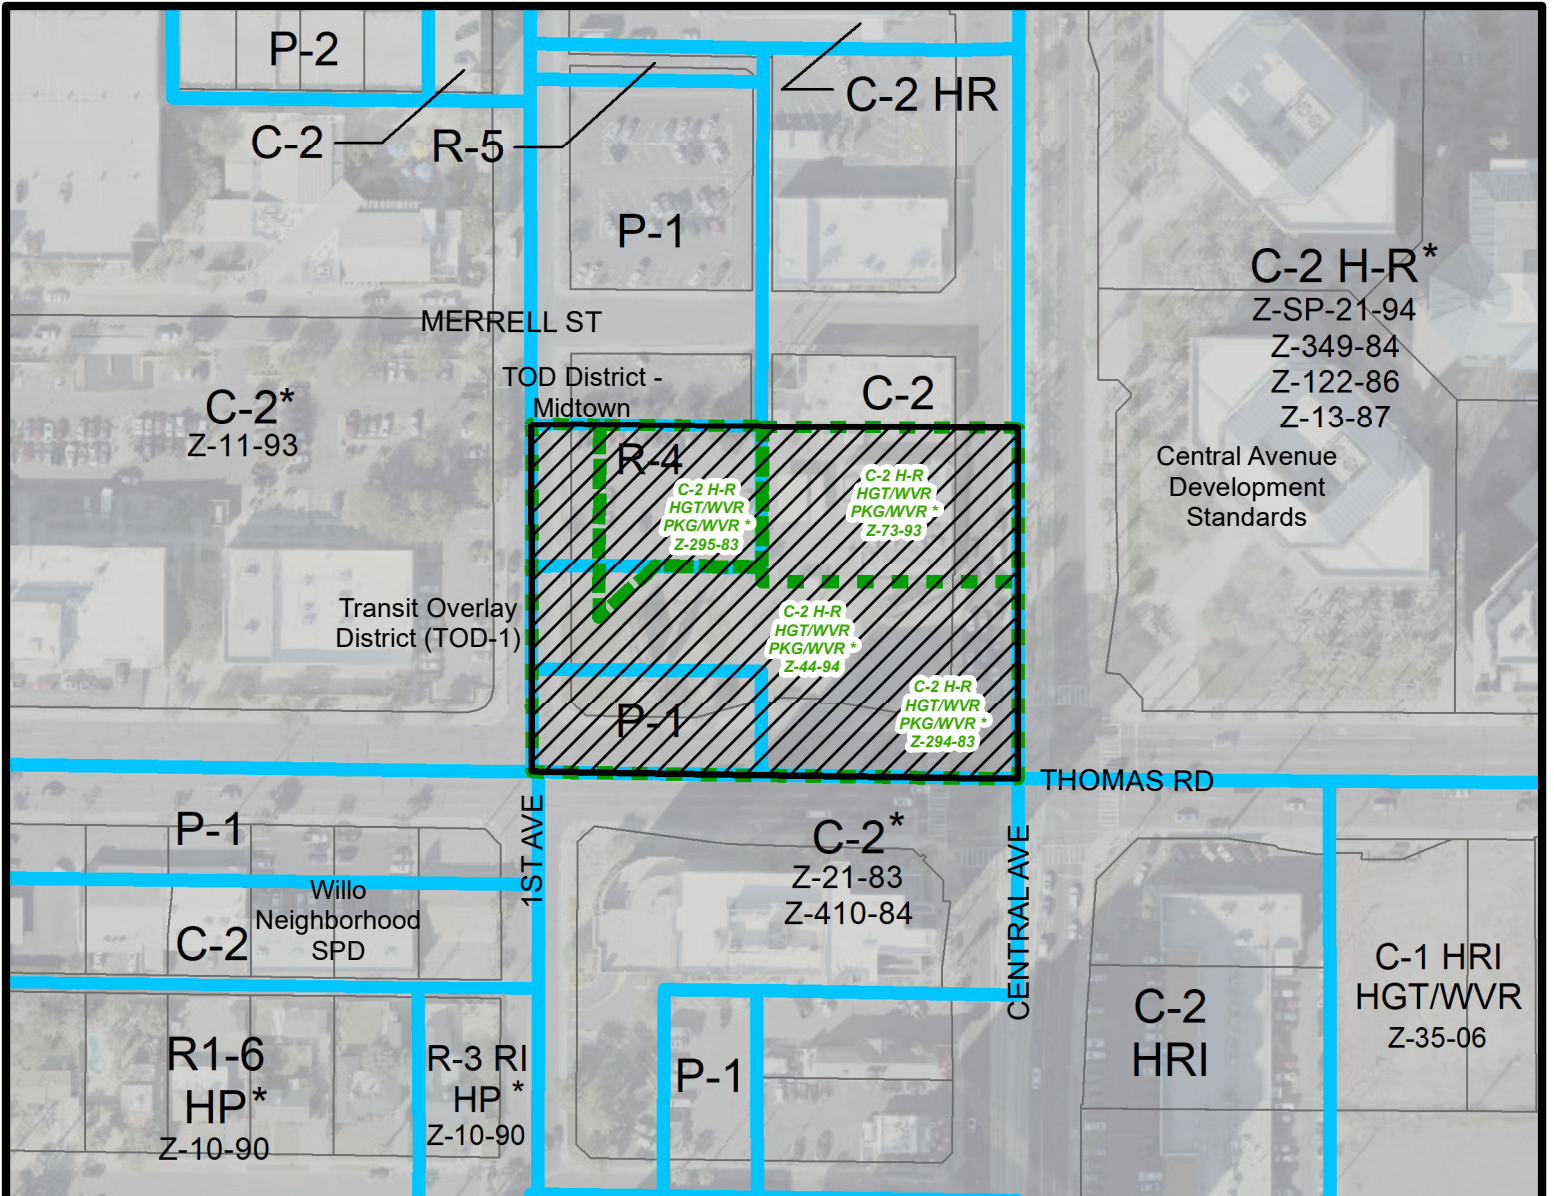 P-2
C-2 HR
C-2
R-5
P-1
C-2 H-R*
Z-SP-21-94
Z-349-84
Z-122-86
Z-13-87
MERRELL ST
TOD District -
Midtown
C-2
C-2*
Z-11-93
Central Avenue
Development
Standards
R-4
C-2 H-R
HGT/WVR
PKG/WVR *
Z-295-83
C-2 H-R
HGT/WVR
PKG/WVR *
Z-73-93
Transit Overlay
District (TOD-1)
C-2 H-R
HGT/WVR
PKG/WVR *
Z-44-94
C-2 H-R
HGT/WVR
PKG/WVR *
Z-294-83
P-1
THOMAS RD
1ST AVE
CENTRAL AVE
P-1
C-2*
Z-21-83
Z-410-84
Willo
Neighborhood
SPD
C-2
C-1 HRI
HGT/WVR
Z-35-06
C-2
HRI
R1-6
HP*
Z-10-90
R-3 RI
HP *
Z-10-90
P-1